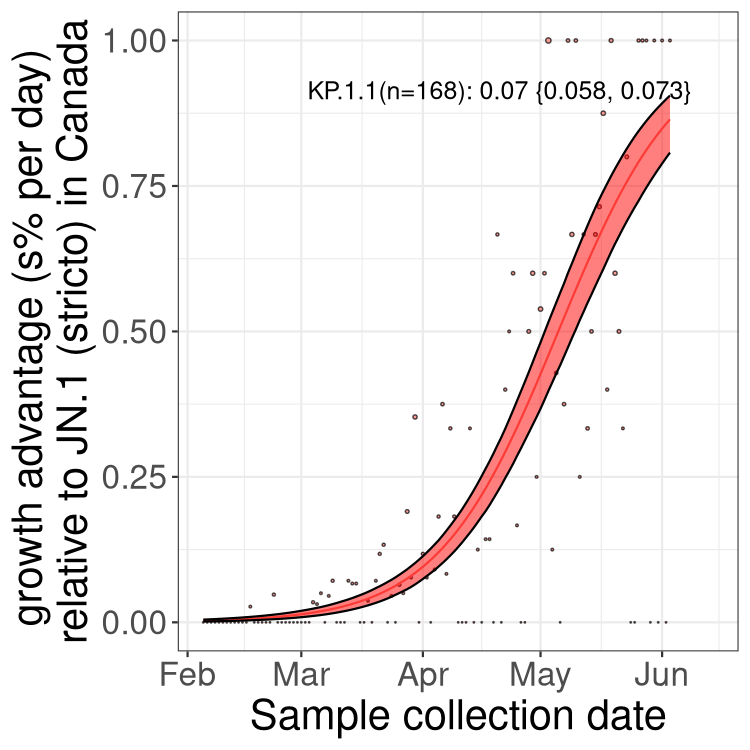 growth advantage (s% per day)
relative to JN.1 (stricto) in Canada
1.00
0.75
0.50
0.25
0.00
KP.1.1(n=168): 0.07 {0.058, 0.073}
Feb Mar Apr May Jun
Sample collection date